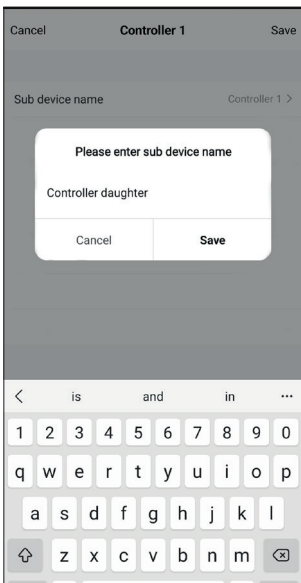 Cancel Controller 1 Save
Sub device name Controller 1 >
Please enter sub device name
Controller daughter
Cancel Save
< is and in ...
1 2 3 4 5 6 7 8 9 0
q w e r t y u i o p
a s d f g h j k l
z x c v b n m